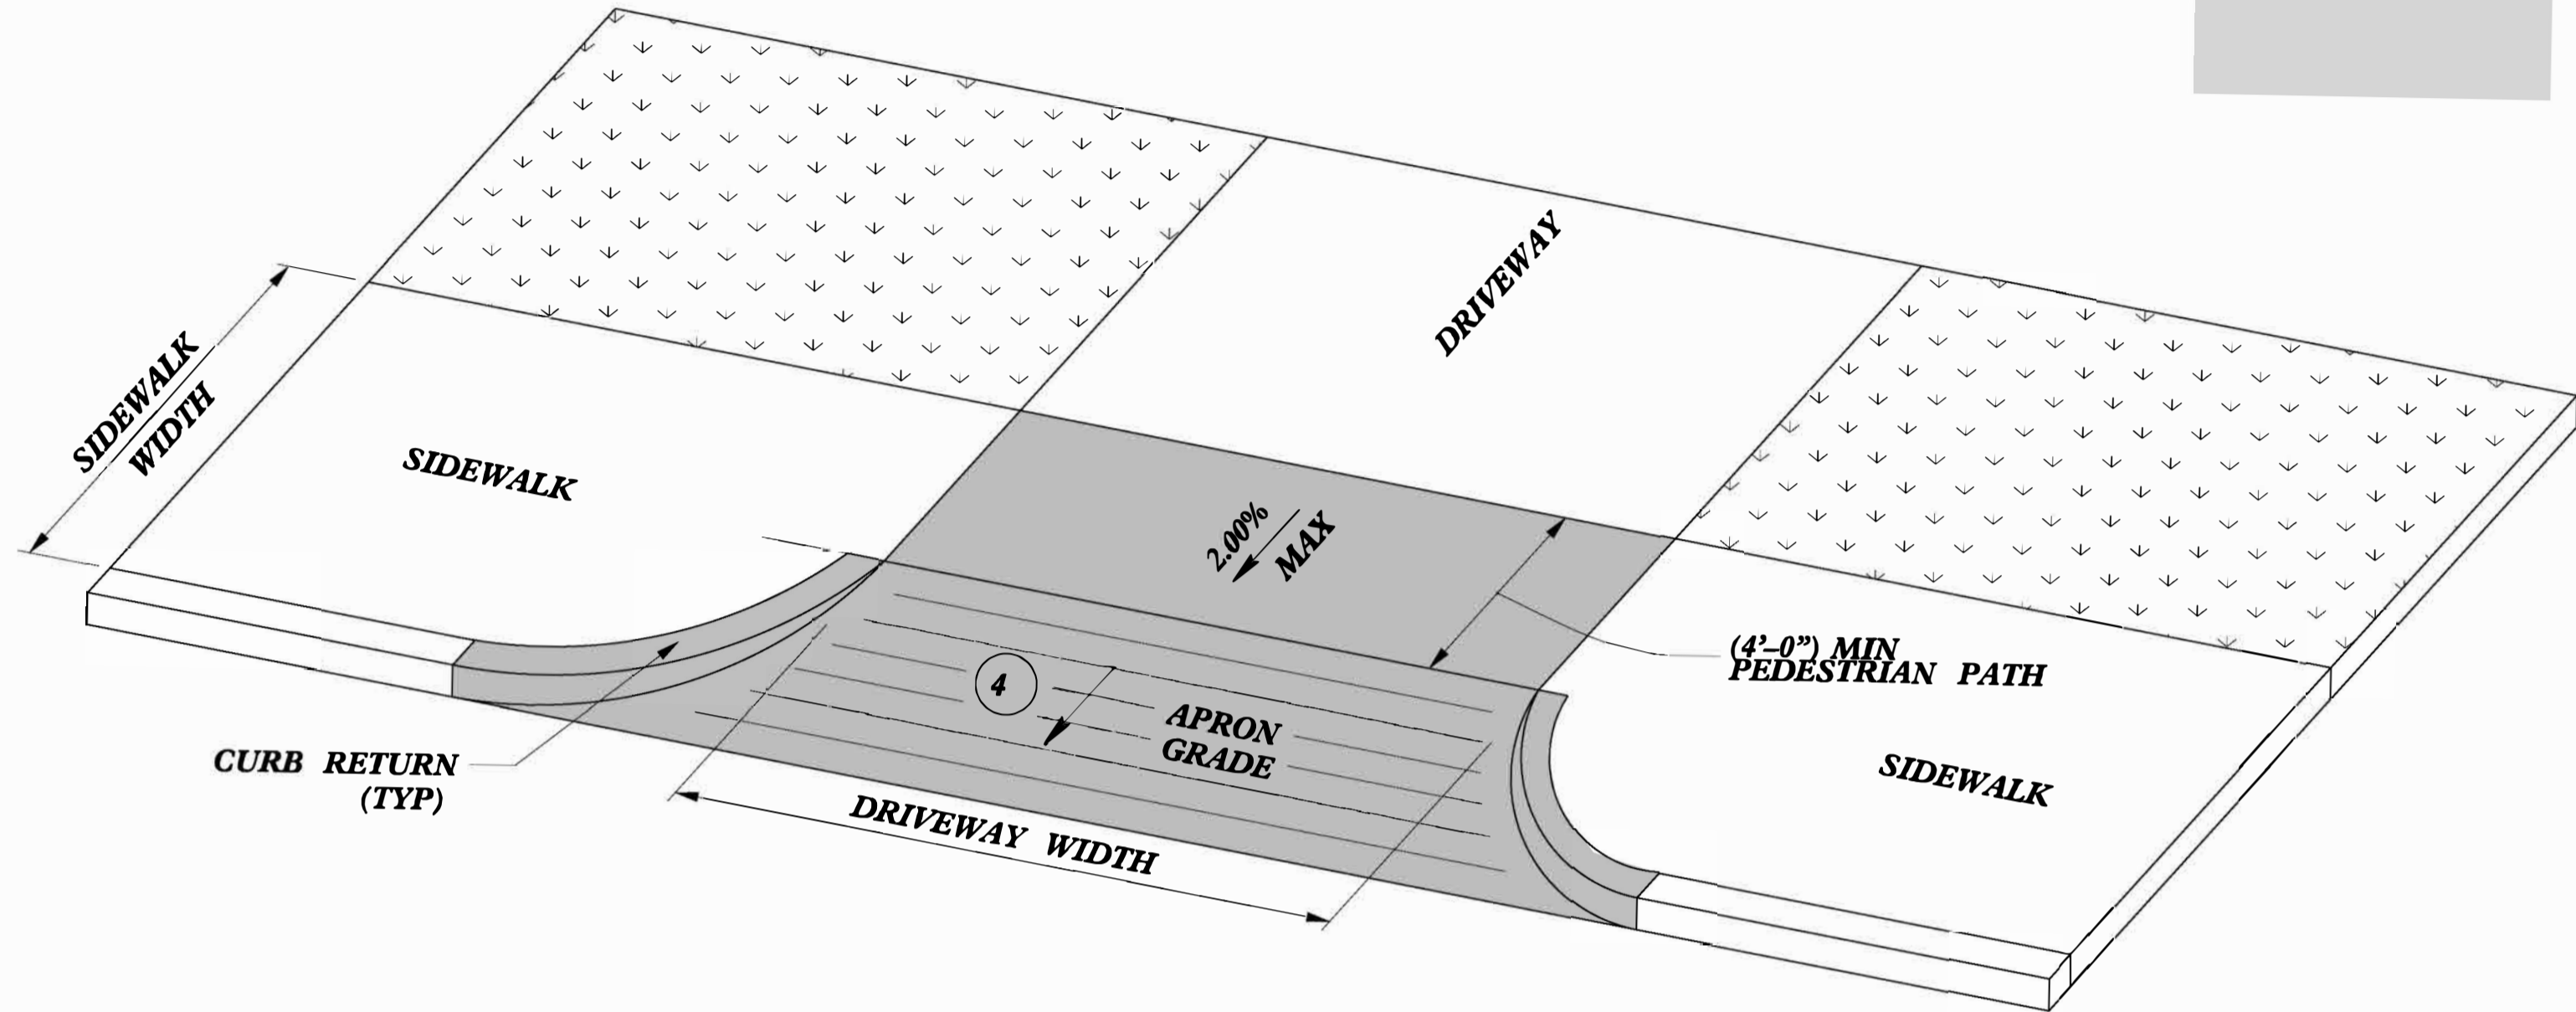 DRIVEWAY
SIDEWALK
WIDTH
SIDEWALK
2.00%
MAX
(4'–0") MIN
PEDESTRIAN PATH
4
APRON
GRADE
CURB RETURN
(TYP)
DRIVEWAY WIDTH
SIDEWALK